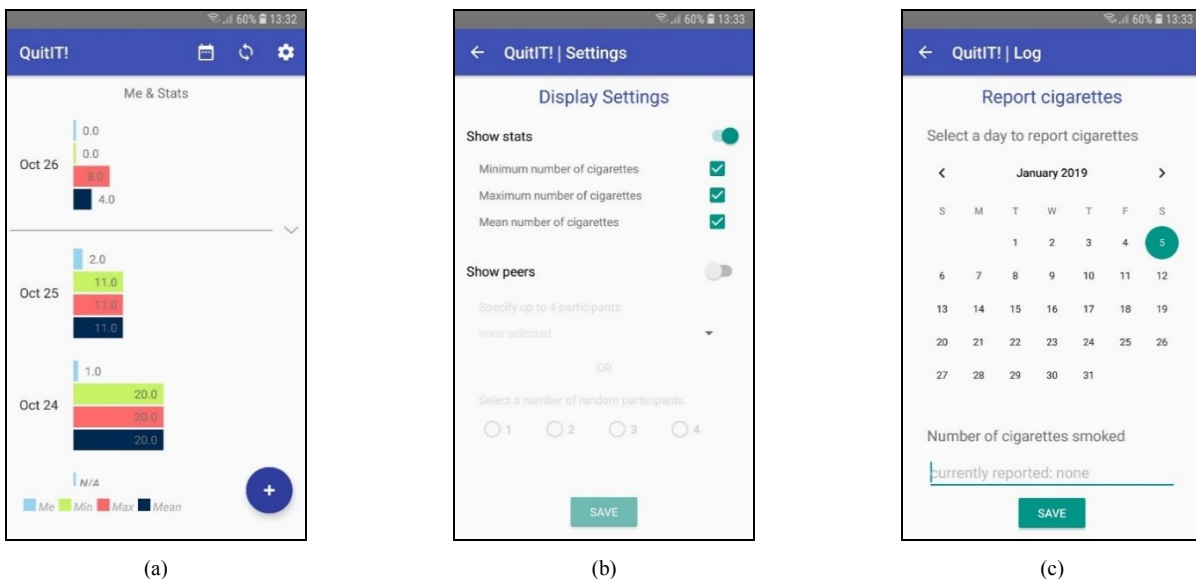 60% 13:32
QuitIT!
Me & Stats
0.0
0.0
Oct 26
8.0
4.0
2.0
11.0
Oct 25
11.0
11.0
1.0
20.0
Oct 24
20.0
20.0
N/A
Me Min Max Mean
+
(a)
60% 13:33
QuitIT! | Settings
Display Settings
Show stats
Minimum number of cigarettes
Maximum number of cigarettes
Mean number of cigarettes
Show peers
Specify up to 4 participants
none selected
OR
Select a number of random participants
1 2 3 4
SAVE
(b)
60% 13:33
QuitIT! | Log
Report cigarettes
Select a day to report cigarettes
January 2019
S M T W T F S
1 2 3 4 5
6 7 8 9 10 11 12
13 14 15 16 17 18 19
20 21 22 23 24 25 26
27 28 29 30 31
Number of cigarettes smoked
currently reported: none
SAVE
(c)